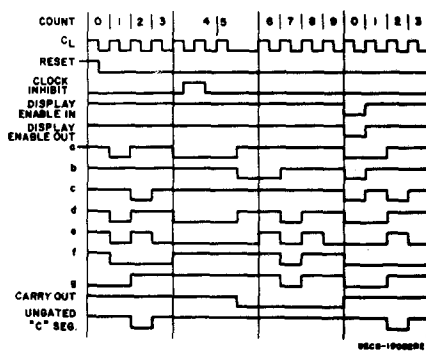 COUNT 0 1 2 3 4 5 6 7 8 9 0 1 2 3
CL
RESET
CLOCK
INHIBIT
DISPLAY
ENABLE IN
DISPLAY
ENABLE OUT
a
b
c
d
e
f
g
CARRY OUT
UNGATED
"C" SEG.